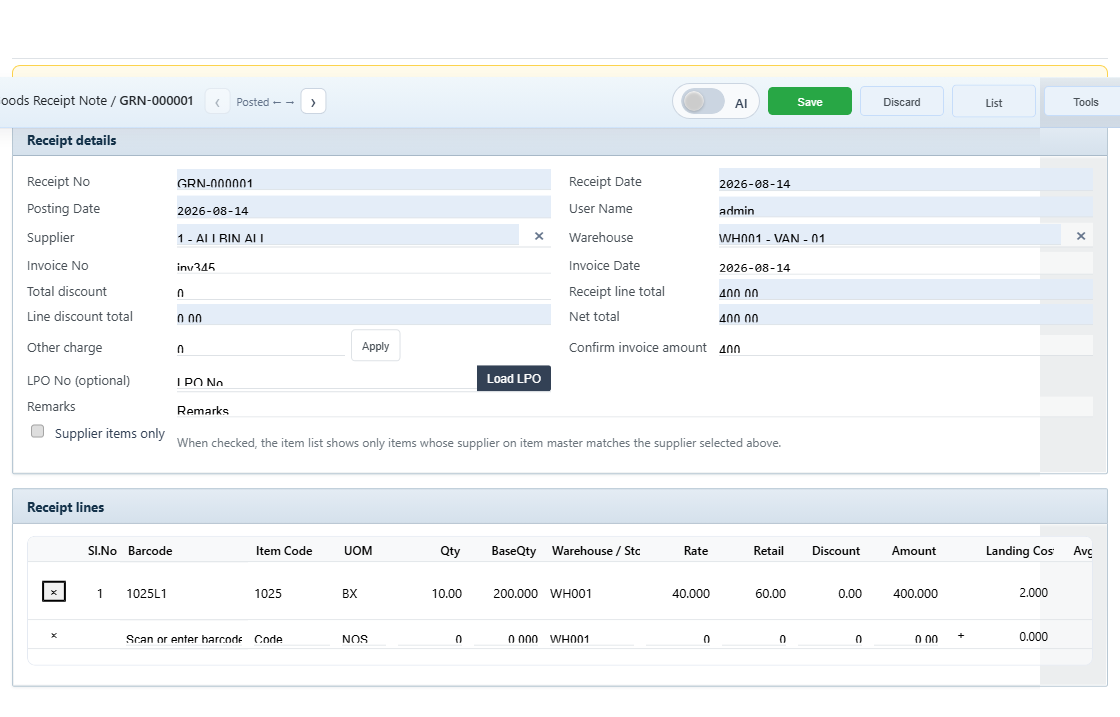 oods Receipt Note / GRN-000001 ‹ Posted ← → › AI Save Discard List Tools
Receipt details
Receipt No GRN-000001 Receipt Date 2026-08-14
Posting Date 2026-08-14 User Name admin
Supplier 1 - ALI BIN ALI × Warehouse WH001 - VAN - 01 ×
Invoice No inv345 Invoice Date 2026-08-14
Total discount 0 Receipt line total 400.00
Line discount total 0.00 Net total 400.00
Other charge 0 Apply Confirm invoice amount 400
LPO No (optional) LPO No Load LPO
Remarks Remarks
Supplier items only When checked, the item list shows only items whose supplier on item master matches the supplier selected above.
Receipt lines
Sl.No Barcode Item Code UOM Qty BaseQty Warehouse / Sto Rate Retail Discount Amount Landing Cos Avg
× 1 1025L1 1025 BX 10.00 200.000 WH001 40.000 60.00 0.00 400.000 2.000
× Scan or enter barcode Code NOS 0 0.000 WH001 0 0 0 0.00 + 0.000